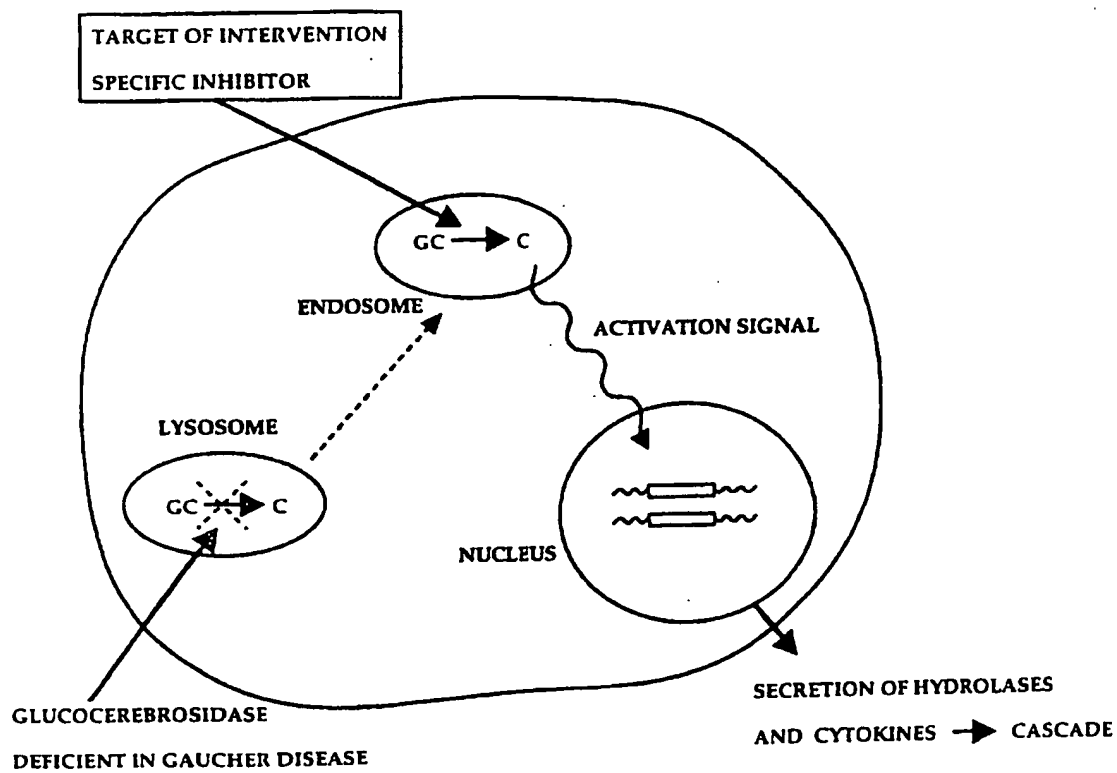 TARGET OF INTERVENTION
SPECIFIC INHIBITOR
GC → C
ENDOSOME
ACTIVATION SIGNAL
LYSOSOME
GC → C
NUCLEUS
GLUCOCEREBROSIDASE
DEFICIENT IN GAUCHER DISEASE
SECRETION OF HYDROLASES
AND CYTOKINES → CASCADE